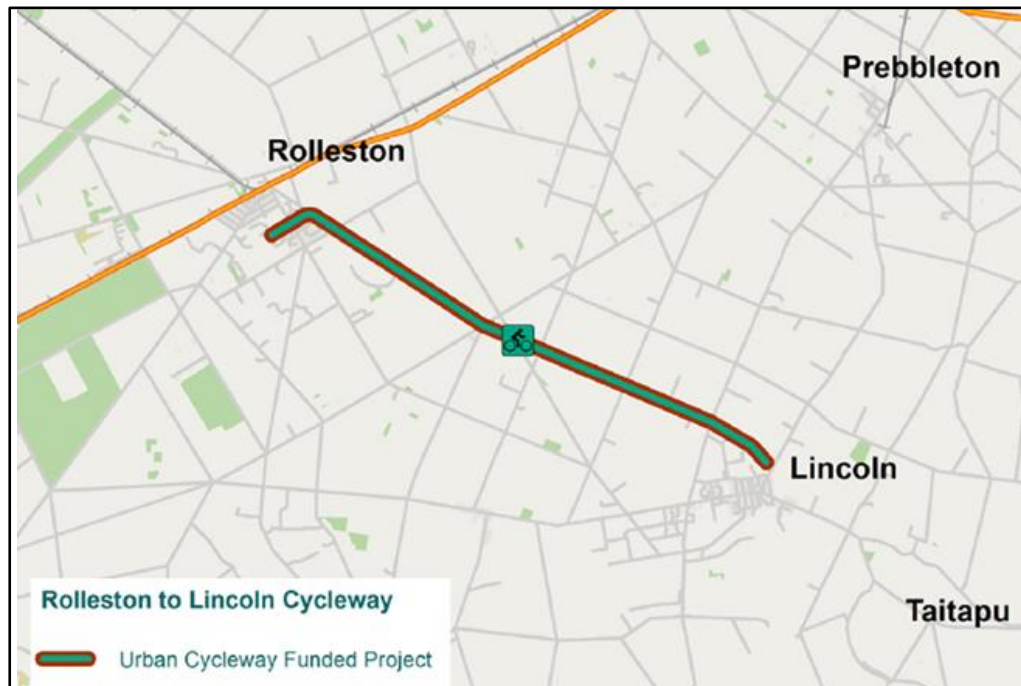 Prebbleton
Rolleston
Lincoln
Taitapu
Rolleston to Lincoln Cycleway
Urban Cycleway Funded Project